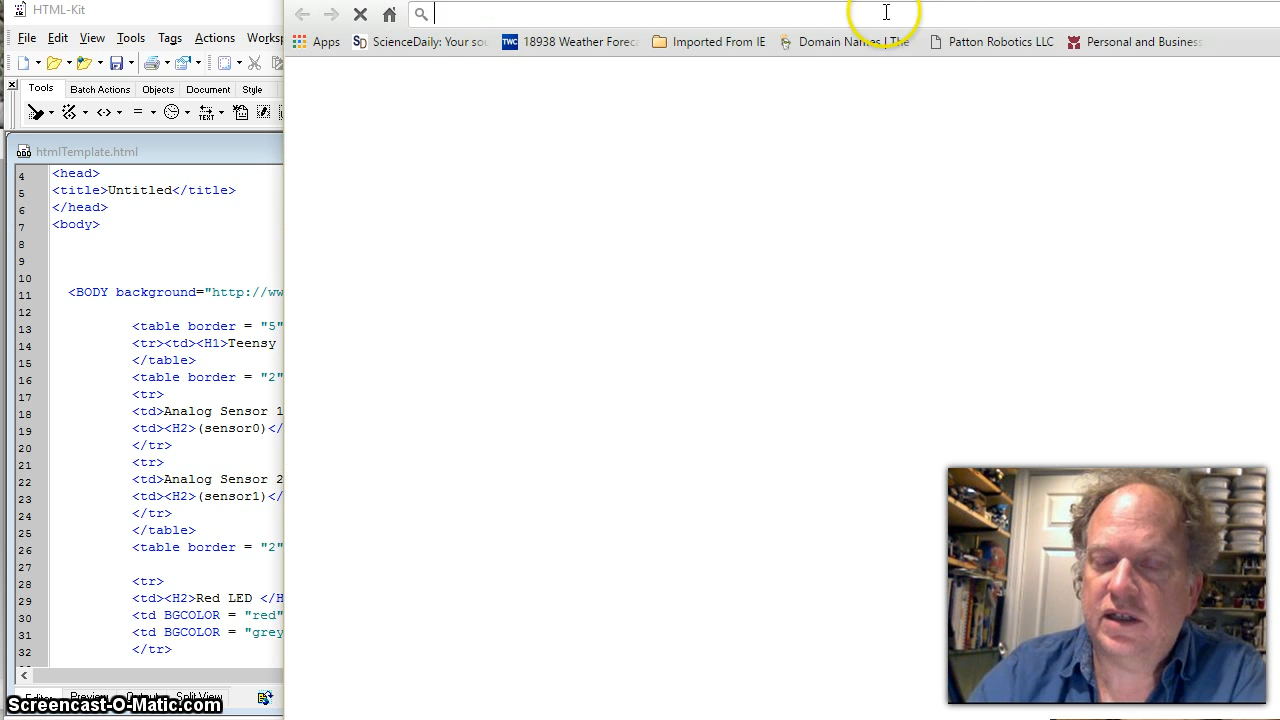 HTML-Kit
File Edit View Tools Tags Actions Worksp
Apps ScienceDaily: Your sou TWC 18938 Weather Foreca Imported From IE Domain Names | The Patton Robotics LLC Personal and Business
Tools Batch Actions Objects Document Style
TEXT
htmlTemplate.html
4 <head>
5 <title>Untitled</title>
6 </head>
7 <body>
8
9
10
11 <BODY background="http://ww
12
13 <table border = "5"
14 <tr><td><H1>Teensy
15 </table>
16 <table border = "2"
17 <tr>
18 <td>Analog Sensor 1
19 <td><H2>(sensor0)</
20 </tr>
21 <tr>
22 <td>Analog Sensor 2
23 <td><H2>(sensor1)</
24 </tr>
25 </table>
26 <table border = "2"
27
28 <tr>
29 <td><H2>Red LED </H
30 <td BGCOLOR = "red"
31 <td BGCOLOR = "grey
32 </tr>
Screencast-O-Matic.com